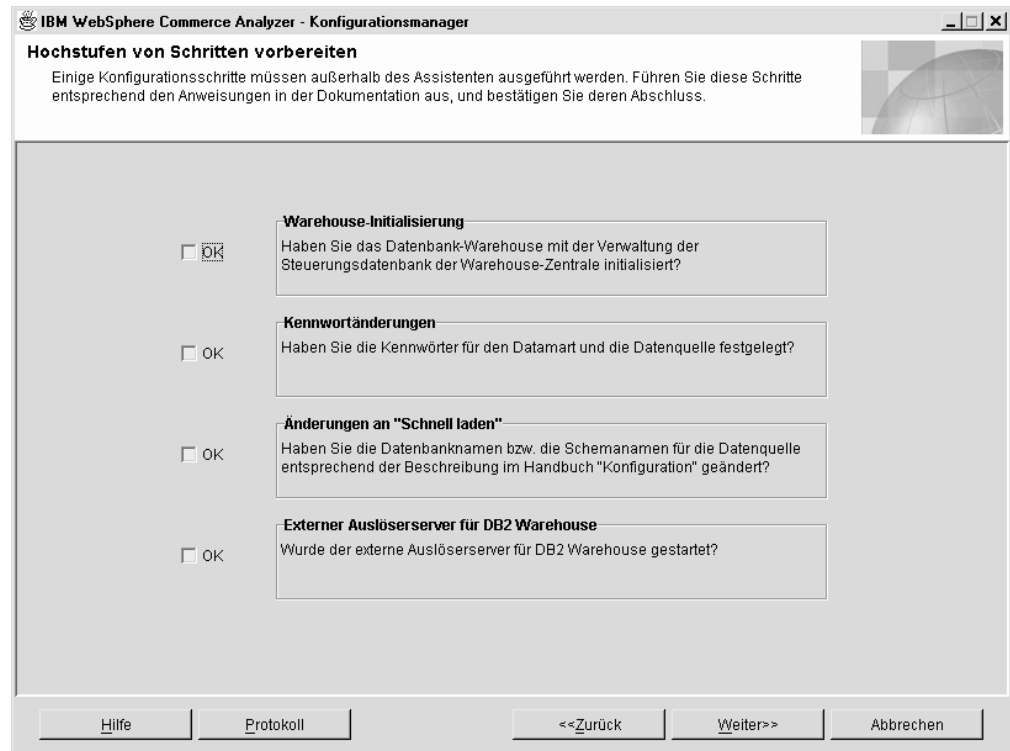 IBM WebSphere Commerce Analyzer - Konfigurationsmanager
Hochstufen von Schritten vorbereiten
Einige Konfigurationsschritte müssen außerhalb des Assistenten ausgeführt werden. Führen Sie diese Schritte
entsprechend den Anweisungen in der Dokumentation aus, und bestätigen Sie deren Abschluss.
Warehouse-Initialisierung
OK
Haben Sie das Datenbank-Warehouse mit der Verwaltung der
Steuerungsdatenbank der Warehouse-Zentrale initialisiert?
Kennwortänderungen
OK
Haben Sie die Kennwörter für den Datamart und die Datenquelle festgelegt?
Änderungen an "Schnell laden"
OK
Haben Sie die Datenbanknamen bzw. die Schemanamen für die Datenquelle
entsprechend der Beschreibung im Handbuch "Konfiguration" geändert?
Externer Auslöserserver für DB2 Warehouse
OK
Wurde der externe Auslöserserver für DB2 Warehouse gestartet?
Hilfe
Protokoll
<<Zurück
Weiter>>
Abbrechen